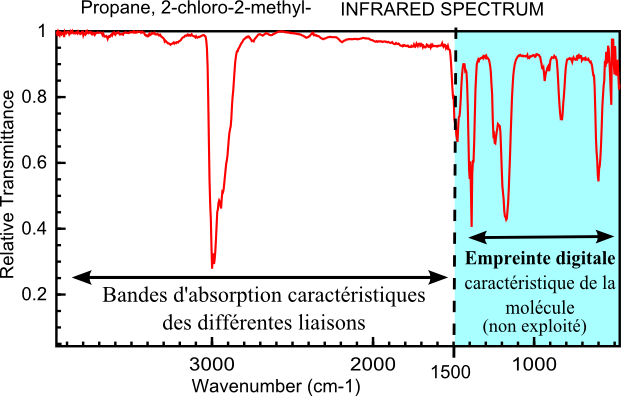 Propane, 2-chloro-2-methyl- INFRARED SPECTRUM
1
0.8
0.6
0.4
0.2
Relative Transmittance
Bandes d'absorption caractéristiques
des différentes liaisons
Empreinte digitale
caractéristique de la
molécule
(non exploité)
3000 2000 1500 1000
Wavenumber (cm-1)